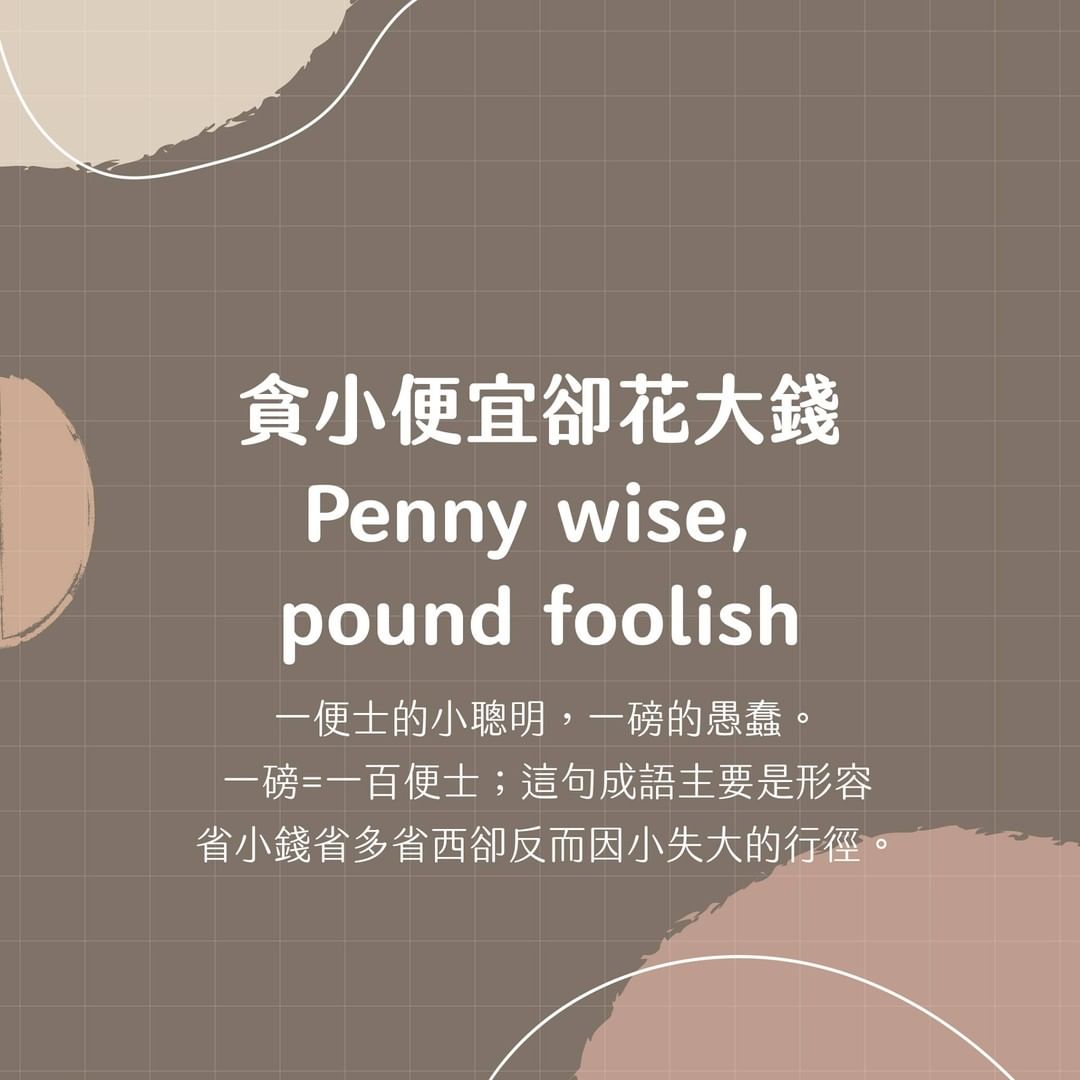 貪小便宜卻花大錢
Penny wise,
pound foolish
一便士的小聰明，一磅的愚蠢。
一磅=一百便士；這句成語主要是形容
省小錢省多省西卻反而因小失大的行徑。